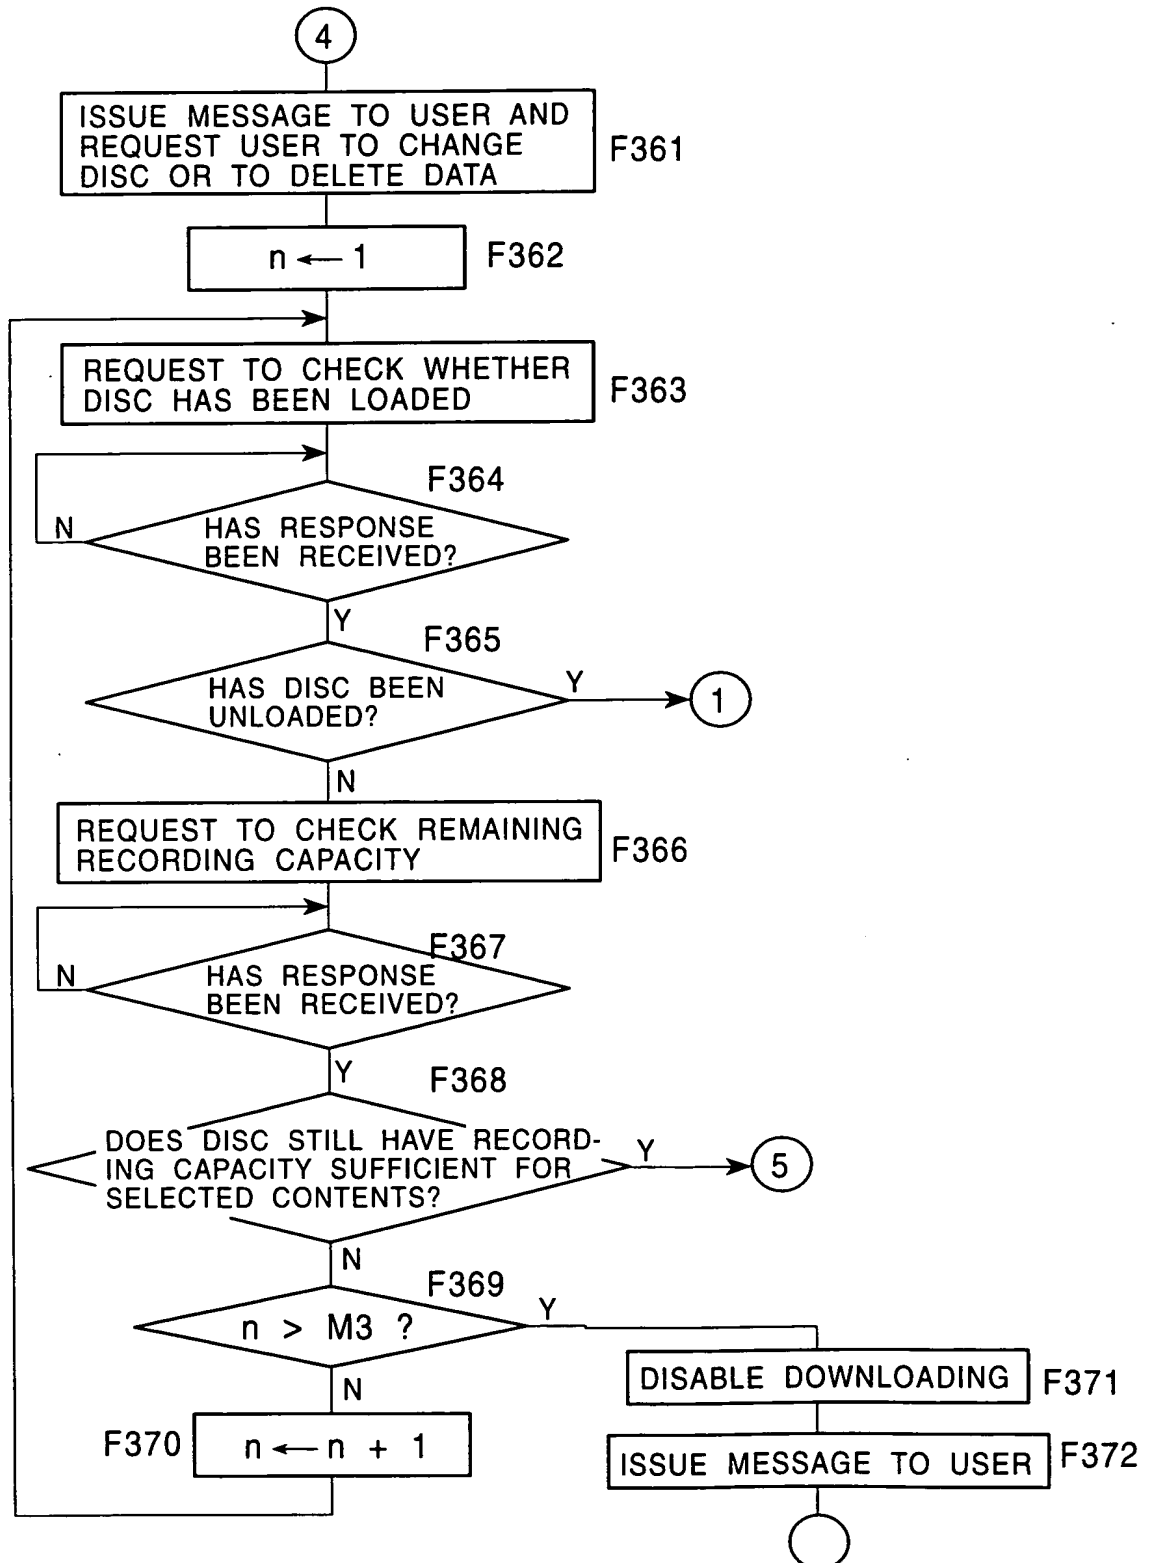 4
ISSUE MESSAGE TO USER AND
REQUEST USER TO CHANGE
DISC OR TO DELETE DATA
F361
n ← 1
F362
REQUEST TO CHECK WHETHER
DISC HAS BEEN LOADED
F363
F364
N
HAS RESPONSE
BEEN RECEIVED?
Y
F365
HAS DISC BEEN
UNLOADED?
Y
1
N
REQUEST TO CHECK REMAINING
RECORDING CAPACITY
F366
F367
N
HAS RESPONSE
BEEN RECEIVED?
Y
F368
DOES DISC STILL HAVE RECORD-
ING CAPACITY SUFFICIENT FOR
SELECTED CONTENTS?
Y
5
N
F369
n > M3 ?
Y
N
DISABLE DOWNLOADING
F371
F370
n ← n + 1
ISSUE MESSAGE TO USER
F372